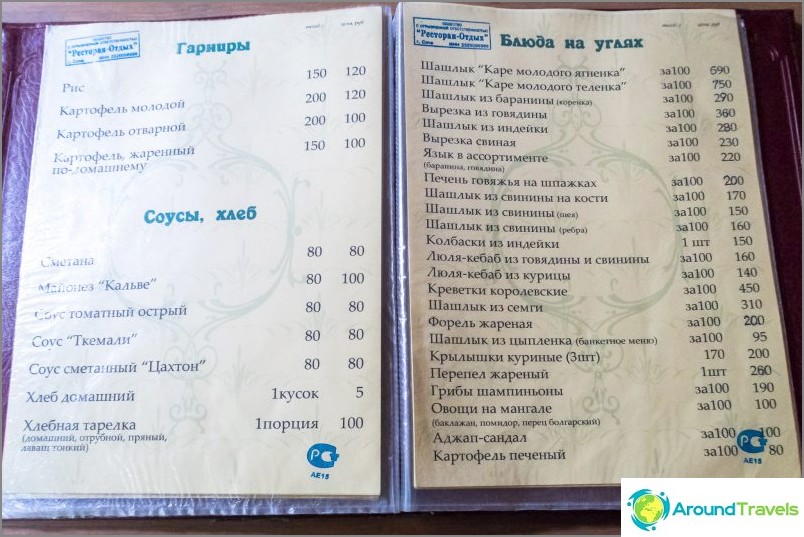 "Ресторан-Отдых"
Гарниры
Рис 150 120
Картофель молодой 200 120
Картофель отварной 200 100
Картофель, жаренный 150 100
по-домашнему
Соусы, хлеб
Сметана 80 80
Майонез "Кальве" 80 100
Соус томатный острый 80 80
Соус "Ткемали" 80 80
Соус сметанный "Цахтон" 80 80
Хлеб домашний 1кусок 5
Хлебная тарелка 1порция 100
(домашний, отрубной, пряный,
лаваш тонкий)
РС
АЕ15
"Ресторан-Отдых"
Блюда на углях
Шашлык "Каре молодого ягненка" за100 690
Шашлык "Каре молодого теленка" за100 750
Шашлык из баранины (корейка) за100 290
Вырезка из говядины за100 360
Шашлык из индейки за100 280
Вырезка свиная за100 230
Язык в ассортименте за100 220
(баранина, говядина)
Печень говяжья на шпажках за100 200
Шашлык из свинины на кости за100 170
Шашлык из свинины (шея) за100 150
Шашлык из свинины (ребра) за100 160
Колбаски из индейки 1 шт 150
Люля-кебаб из говядины и свинины за100 160
Люля-кебаб из курицы за100 140
Креветки королевские за100 450
Шашлык из семги за100 310
Форель жареная за100 200
Шашлык из цыпленка (банкетное меню) за100 95
Крылышки куриные (3шт) 170 200
Перепел жареный 1шт 260
Грибы шампиньоны за100 190
Овощи на мангале за100 100
(баклажан, помидор, перец болгарский)
Аджап-сандал за100 100
Картофель печеный за100 80
АЕ15
AroundTravels